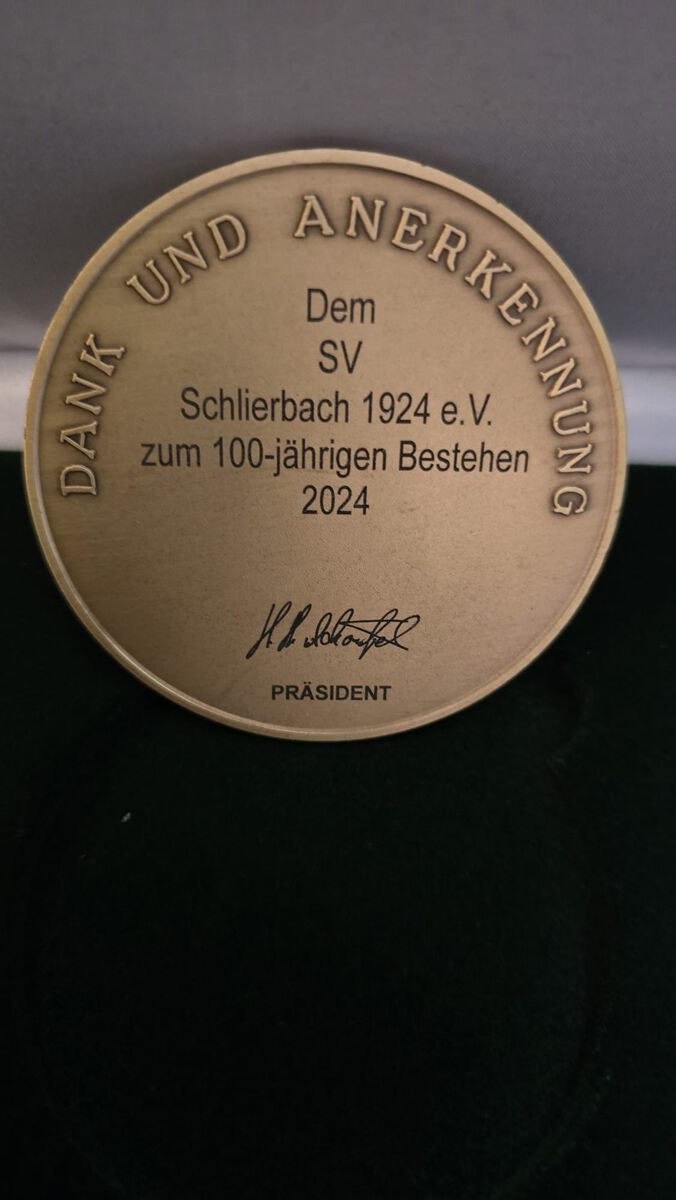 DANK UND ANERKENNUNG
Dem
SV
Schlierbach 1924 e.V.
zum 100-jährigen Bestehen
2024
PRÄSIDENT